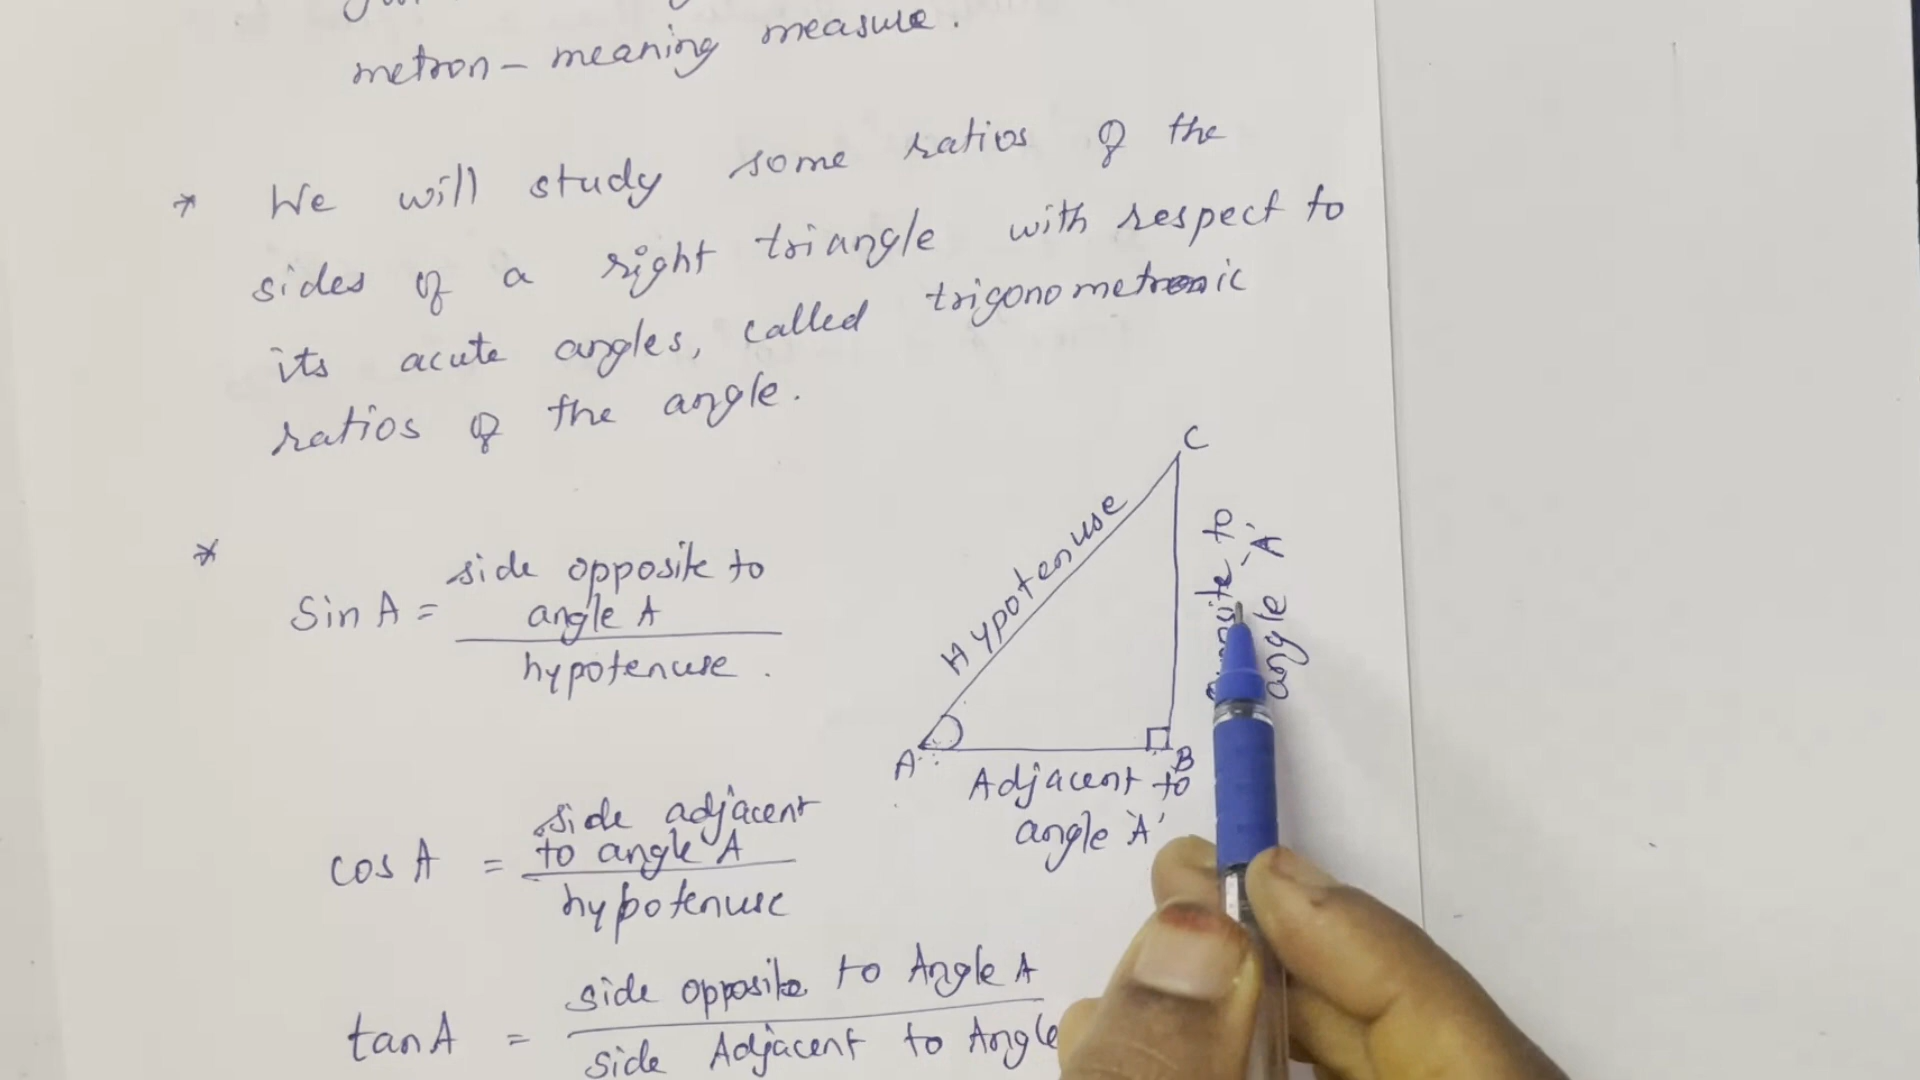 metron - meaning measure.
* We will study some ratios of the
sides of a right triangle with respect to
its acute angles, called trigonometronic
ratios of the angle.
*
Sin A = side opposite to
angle A
hypotenuse.
C
Hypotenuse
to
angle 'A'
A
B
Adjacent to
angle 'A'
cos A = side adjacent
to angle A
hypotenuse
tan A = side opposite to Angle A
side Adjacent to Angle